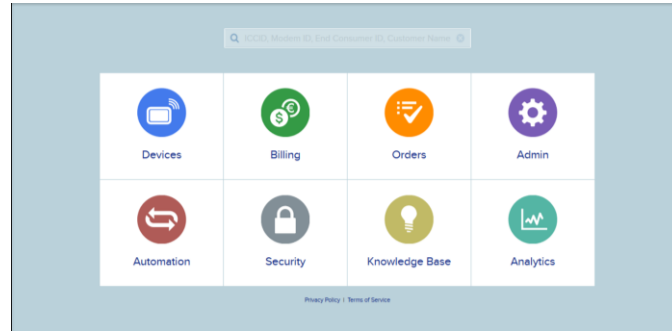 ICCID, Modem ID, End Consumer ID, Customer Name
Devices
Billing
Orders
Admin
Automation
Security
Knowledge Base
Analytics
Privacy Policy | Terms of Service